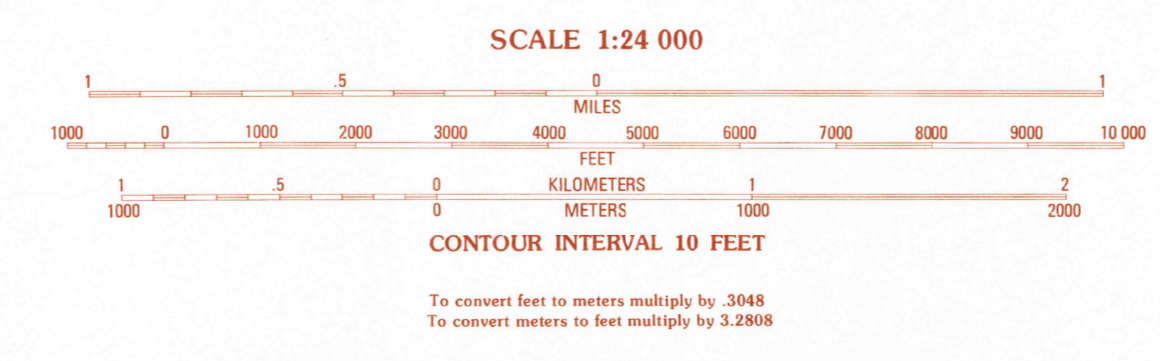 SCALE 1:24 000
1 .5 0 1
MILES
1000 0 1000 2000 3000 4000 5000 6000 7000 8000 9000 10 000
FEET
1 .5 0 KILOMETERS 1 2
1000 0 METERS 1000 2000
CONTOUR INTERVAL 10 FEET
To convert feet to meters multiply by .3048
To convert meters to feet multiply by 3.2808